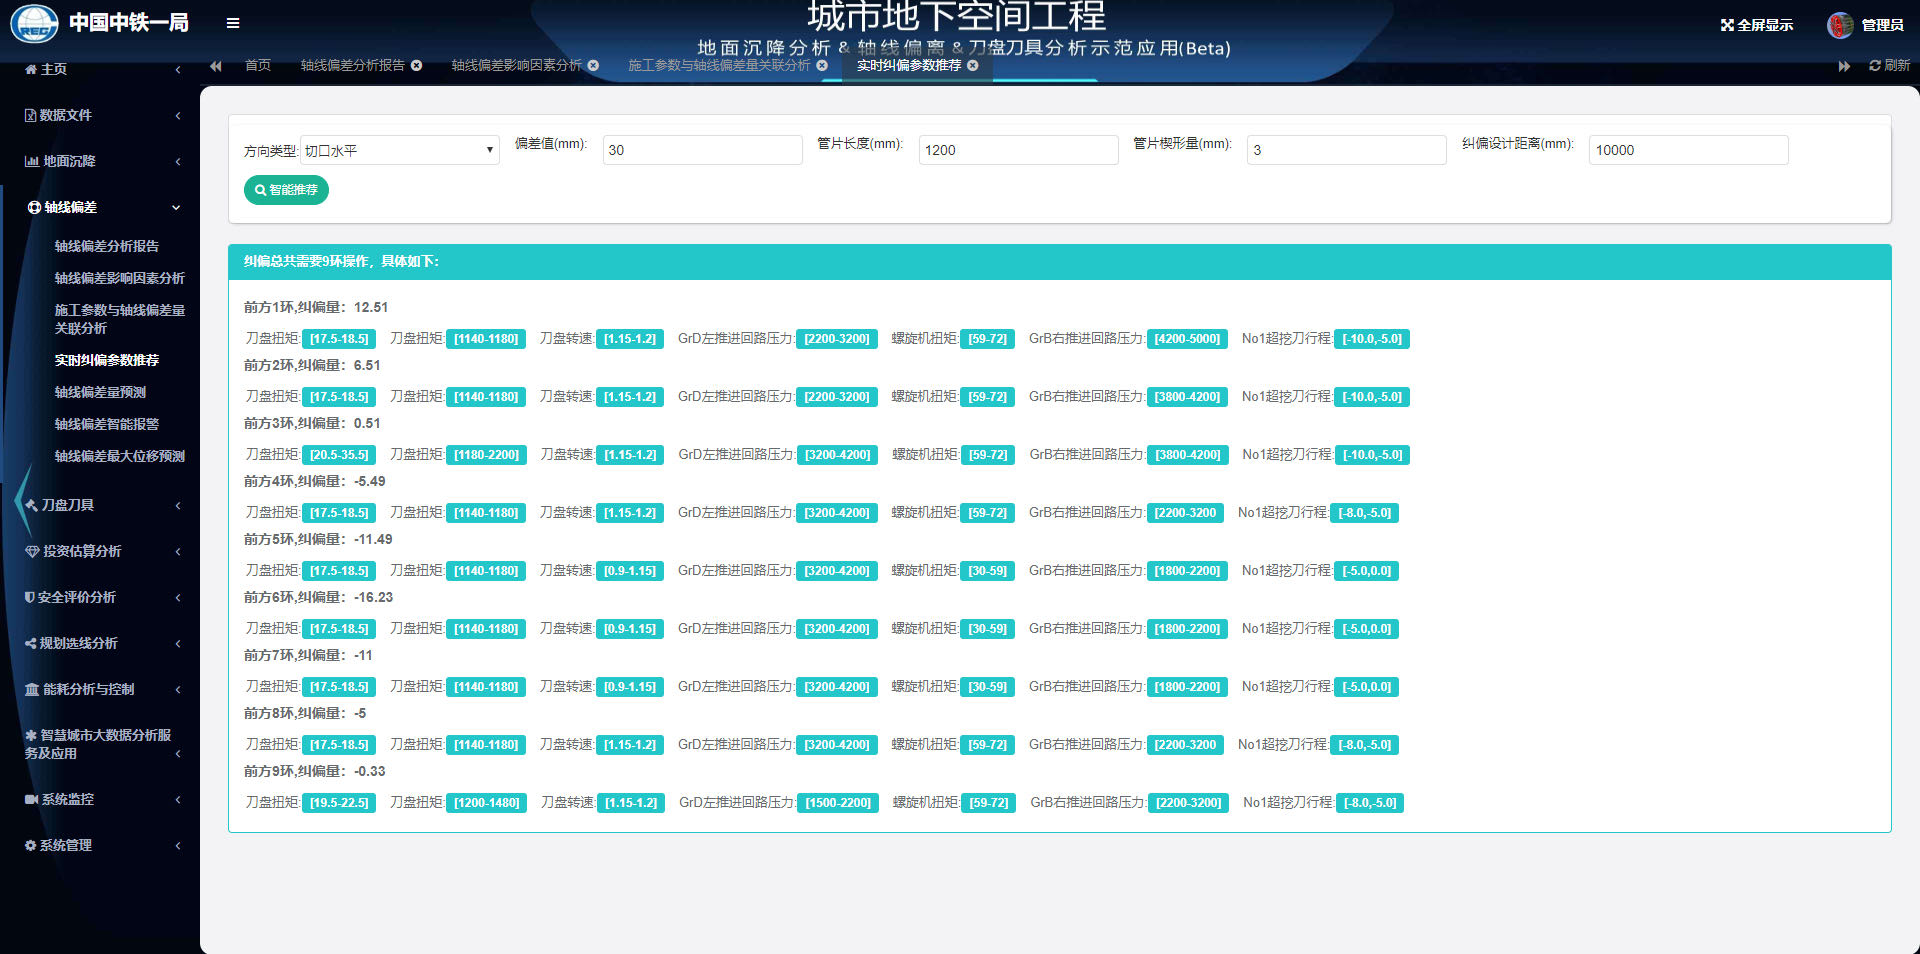 中国中铁一局
城市地下空间工程
地面沉降分析 & 轴线偏离 & 刀盘刀具分析示范应用(Beta)
全屏显示
管理员
首页
轴线偏差分析报告
轴线偏差影响因素分析
施工参数与轴线偏差量关联分析
实时纠偏参数推荐
刷新
主页
数据文件
地面沉降
轴线偏差
轴线偏差分析报告
轴线偏差影响因素分析
施工参数与轴线偏差量
关联分析
实时纠偏参数推荐
轴线偏差量预测
轴线偏差智能报警
轴线偏差最大位移预测
刀盘刀具
投资估算分析
安全评价分析
规划选线分析
能耗分析与控制
智慧城市大数据分析服
务及应用
系统监控
系统管理
方向类型: 切口水平 偏差值(mm): 30 管片长度(mm): 1200 管片楔形量(mm): 3 纠偏设计距离(mm): 10000
智能推荐
纠偏总共需要9环操作，具体如下：
前方1环,纠偏量：12.51
刀盘扭矩: [17.5-18.5] 刀盘扭矩: [1140-1180] 刀盘转速: [1.15-1.2] GrD左推进回路压力: [2200-3200] 螺旋机扭矩: [59-72] GrB右推进回路压力: [4200-5000] No1超挖刀行程: [-10.0,-5.0]
前方2环,纠偏量：6.51
刀盘扭矩: [17.5-18.5] 刀盘扭矩: [1140-1180] 刀盘转速: [1.15-1.2] GrD左推进回路压力: [2200-3200] 螺旋机扭矩: [59-72] GrB右推进回路压力: [3800-4200] No1超挖刀行程: [-10.0,-5.0]
前方3环,纠偏量：0.51
刀盘扭矩: [20.5-35.5] 刀盘扭矩: [1180-2200] 刀盘转速: [1.15-1.2] GrD左推进回路压力: [3200-4200] 螺旋机扭矩: [59-72] GrB右推进回路压力: [3800-4200] No1超挖刀行程: [-10.0,-5.0]
前方4环,纠偏量：-5.49
刀盘扭矩: [17.5-18.5] 刀盘扭矩: [1140-1180] 刀盘转速: [1.15-1.2] GrD左推进回路压力: [3200-4200] 螺旋机扭矩: [59-72] GrB右推进回路压力: [2200-3200 No1超挖刀行程: [-8.0,-5.0]
前方5环,纠偏量：-11.49
刀盘扭矩: [17.5-18.5] 刀盘扭矩: [1140-1180] 刀盘转速: [0.9-1.15] GrD左推进回路压力: [3200-4200] 螺旋机扭矩: [30-59] GrB右推进回路压力: [1800-2200] No1超挖刀行程: [-5.0,0.0]
前方6环,纠偏量：-16.23
刀盘扭矩: [17.5-18.5] 刀盘扭矩: [1140-1180] 刀盘转速: [0.9-1.15] GrD左推进回路压力: [3200-4200] 螺旋机扭矩: [30-59] GrB右推进回路压力: [1800-2200] No1超挖刀行程: [-5.0,0.0]
前方7环,纠偏量：-11
刀盘扭矩: [17.5-18.5] 刀盘扭矩: [1140-1180] 刀盘转速: [0.9-1.15] GrD左推进回路压力: [3200-4200] 螺旋机扭矩: [30-59] GrB右推进回路压力: [1800-2200] No1超挖刀行程: [-5.0,0.0]
前方8环,纠偏量：-5
刀盘扭矩: [17.5-18.5] 刀盘扭矩: [1140-1180] 刀盘转速: [1.15-1.2] GrD左推进回路压力: [3200-4200] 螺旋机扭矩: [59-72] GrB右推进回路压力: [2200-3200 No1超挖刀行程: [-8.0,-5.0]
前方9环,纠偏量：-0.33
刀盘扭矩: [19.5-22.5] 刀盘扭矩: [1200-1480] 刀盘转速: [1.15-1.2] GrD左推进回路压力: [1500-2200] 螺旋机扭矩: [59-72] GrB右推进回路压力: [2200-3200] No1超挖刀行程: [-8.0,-5.0]